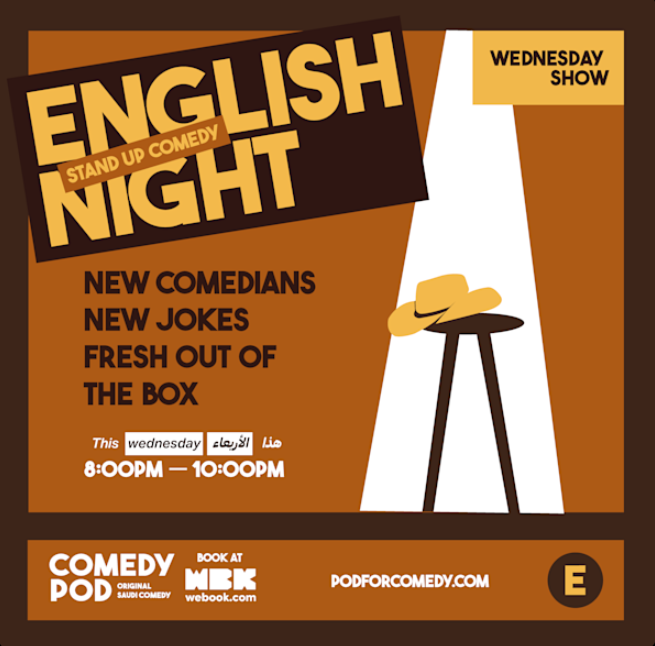 ENGLISH
STAND UP COMEDY
NIGHT
WEDNESDAY
SHOW
NEW COMEDIANS
NEW JOKES
FRESH OUT OF
THE BOX
This wednesday هذا الأربعاء
8:00PM — 10:00PM
COMEDY
POD ORIGINAL
SAUDI COMEDY
BOOK AT
WBK
webook.com
PODFORCOMEDY.COM
E